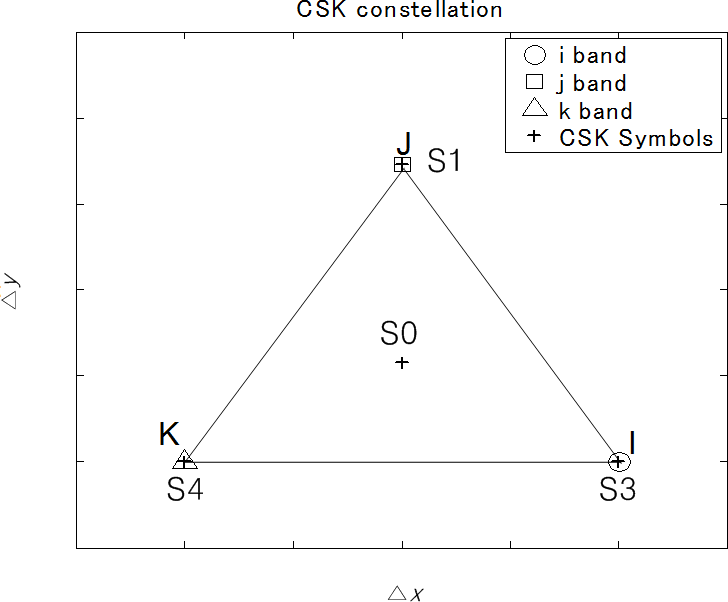 CSK constellation
i band
j band
k band
CSK Symbols
J
S1
S0
K
I
S4
S3
△y
△x